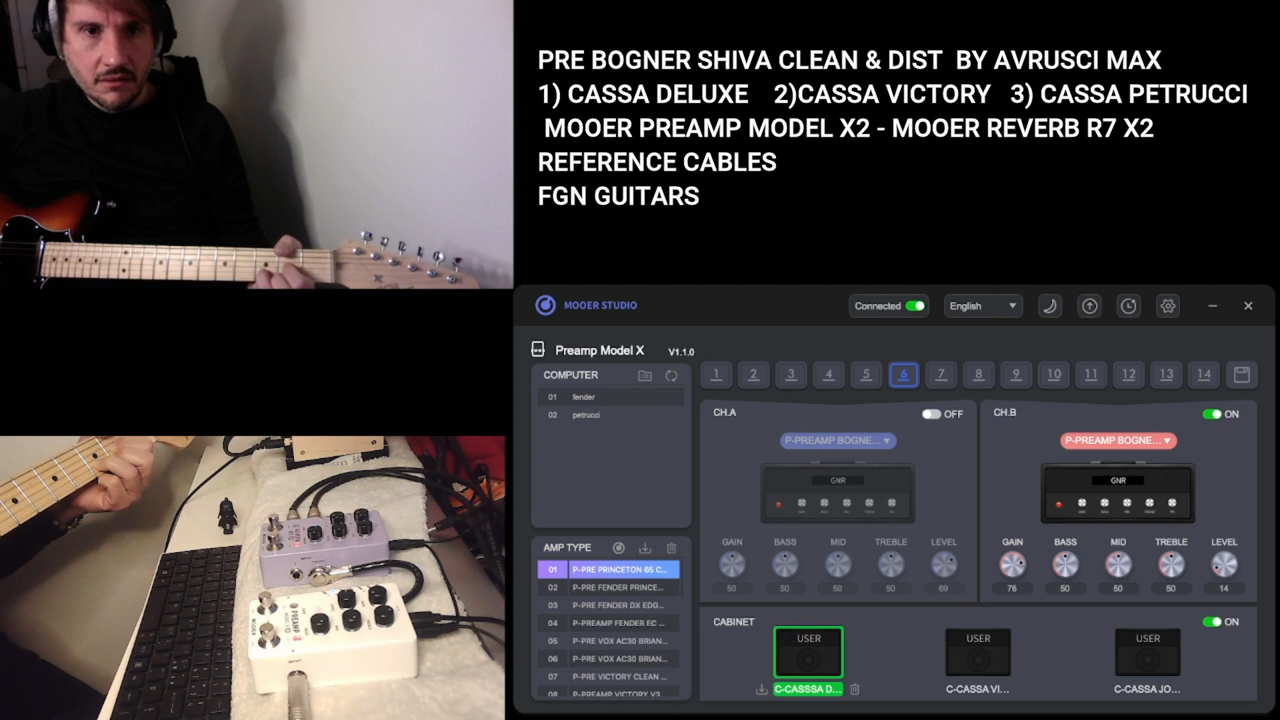 PRE BOGNER SHIVA CLEAN & DIST BY AVRUSCI MAX
1) CASSA DELUXE 2)CASSA VICTORY 3) CASSA PETRUCCI
MOOER PREAMP MODEL X2 - MOOER REVERB R7 X2
REFERENCE CABLES
FGN GUITARS
MOOER STUDIO
Connected
English
Preamp Model X V1.1.0
COMPUTER
01 fender
02 petrucci
1 2 3 4 5 6 7 8 9 10 11 12 13 14
CH.A OFF
P-PREAMP BOGNE...
GNR
GAIN BASS MID TREBLE LEVEL
50 50 50 50 69
CH.B ON
P-PREAMP BOGNE...
GNR
GAIN BASS MID TREBLE LEVEL
76 50 50 50 14
AMP TYPE
01 P-PRE PRINCETON 65 C...
02 P-PRE FENDER PRINCE...
03 P-PRE FENDER DX EDG...
04 P-PREAMP FENDER EC ...
05 P-PRE VOX AC30 BRIAN...
06 P-PRE VOX AC30 BRIAN...
07 P-PRE VICTORY CLEAN ...
08 P-PREAMP VICTORY V3
CABINET ON
USER USER USER
C-CASSSA D... C-CASSA VI... C-CASSA JO...
PREAMP